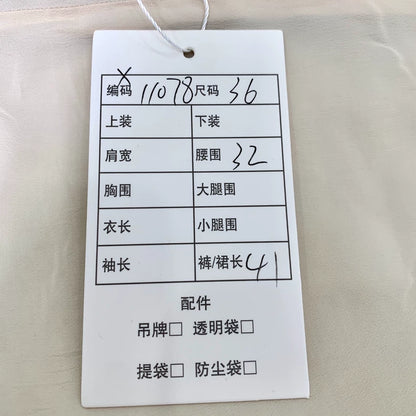 X
编码 11078 尺码 36
上装 下装
肩宽 腰围 32
胸围 大腿围
衣长 小腿围
袖长 裤/裙长 41
配件
吊牌□ 透明袋□
提袋□ 防尘袋□